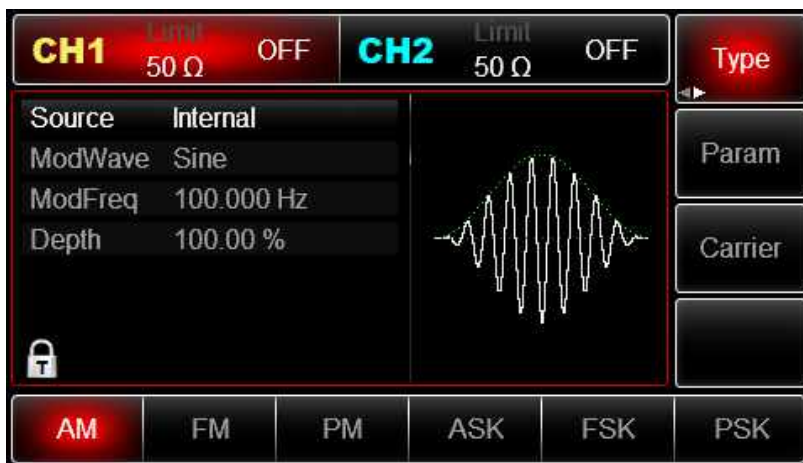 CH1 Limit 50 Ω OFF CH2 Limit 50 Ω OFF Type
Source Internal
ModWave Sine
ModFreq 100.000 Hz
Depth 100.00 %
Param
Carrier
T
AM FM PM ASK FSK PSK